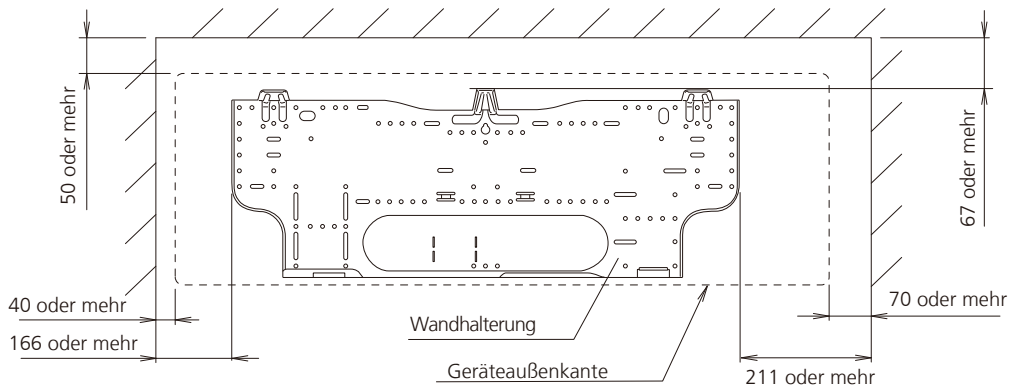 50 oder mehr
67 oder mehr
40 oder mehr
70 oder mehr
Wandhalterung
166 oder mehr
Geräteaußenkante
211 oder mehr